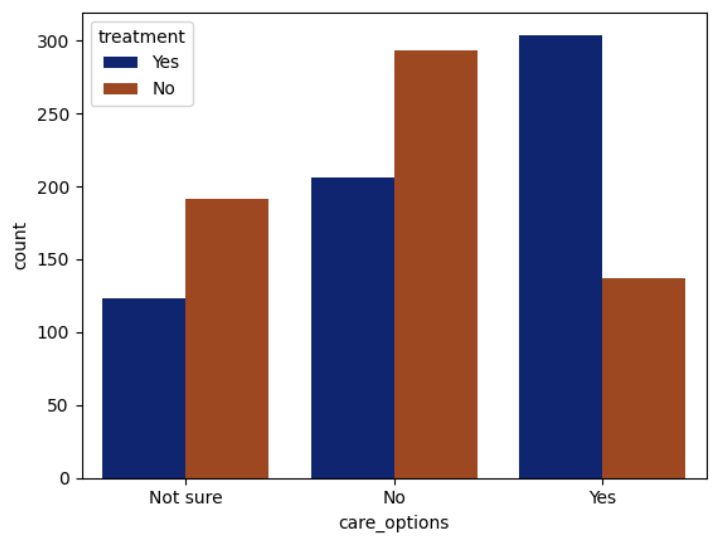 treatment
Yes
No
300
250
200
150
100
50
0
count
Not sure
No
Yes
care_options